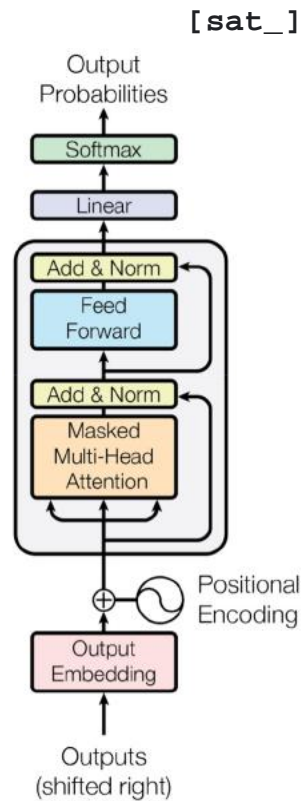 [sat_]
Output
Probabilities
Softmax
Linear
Add & Norm
Feed
Forward
Add & Norm
Masked
Multi-Head
Attention
Positional
Encoding
Output
Embedding
Outputs
(shifted right)